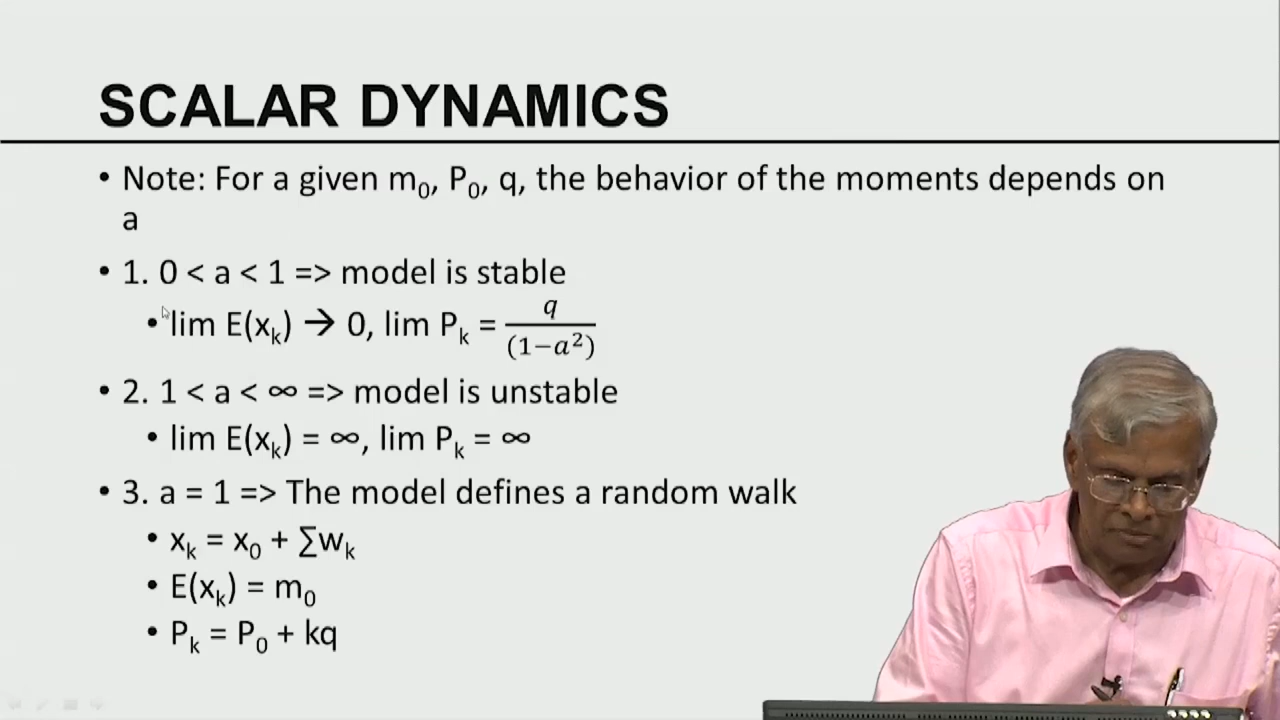 SCALAR DYNAMICS
• Note: For a given m₀, P₀, q, the behavior of the moments depends on
a
• 1. 0 < a < 1 => model is stable
• lim E(xₖ) → 0, lim Pₖ = q/(1−a²)
• 2. 1 < a < ∞ => model is unstable
• lim E(xₖ) = ∞, lim Pₖ = ∞
• 3. a = 1 => The model defines a random walk
• xₖ = x₀ + ∑wₖ
• E(xₖ) = m₀
• Pₖ = P₀ + kq